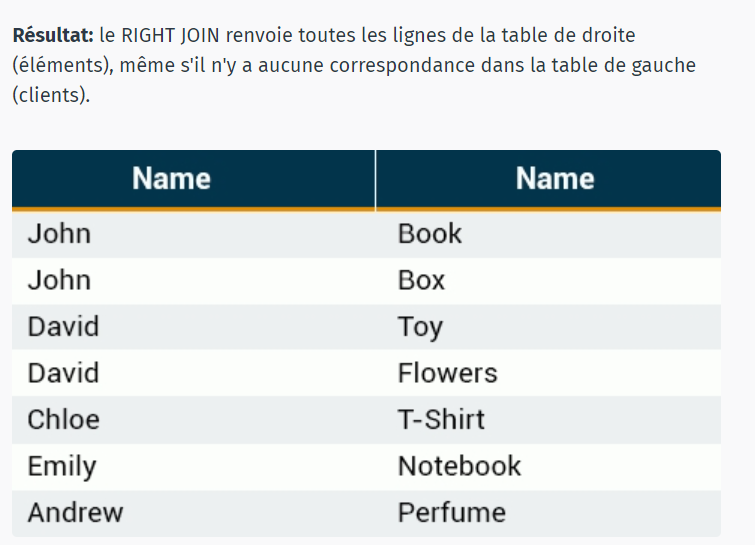 Résultat: le RIGHT JOIN renvoie toutes les lignes de la table de droite
(éléments), même s'il n'y a aucune correspondance dans la table de gauche
(clients).
Name Name
John Book
John Box
David Toy
David Flowers
Chloe T-Shirt
Emily Notebook
Andrew Perfume